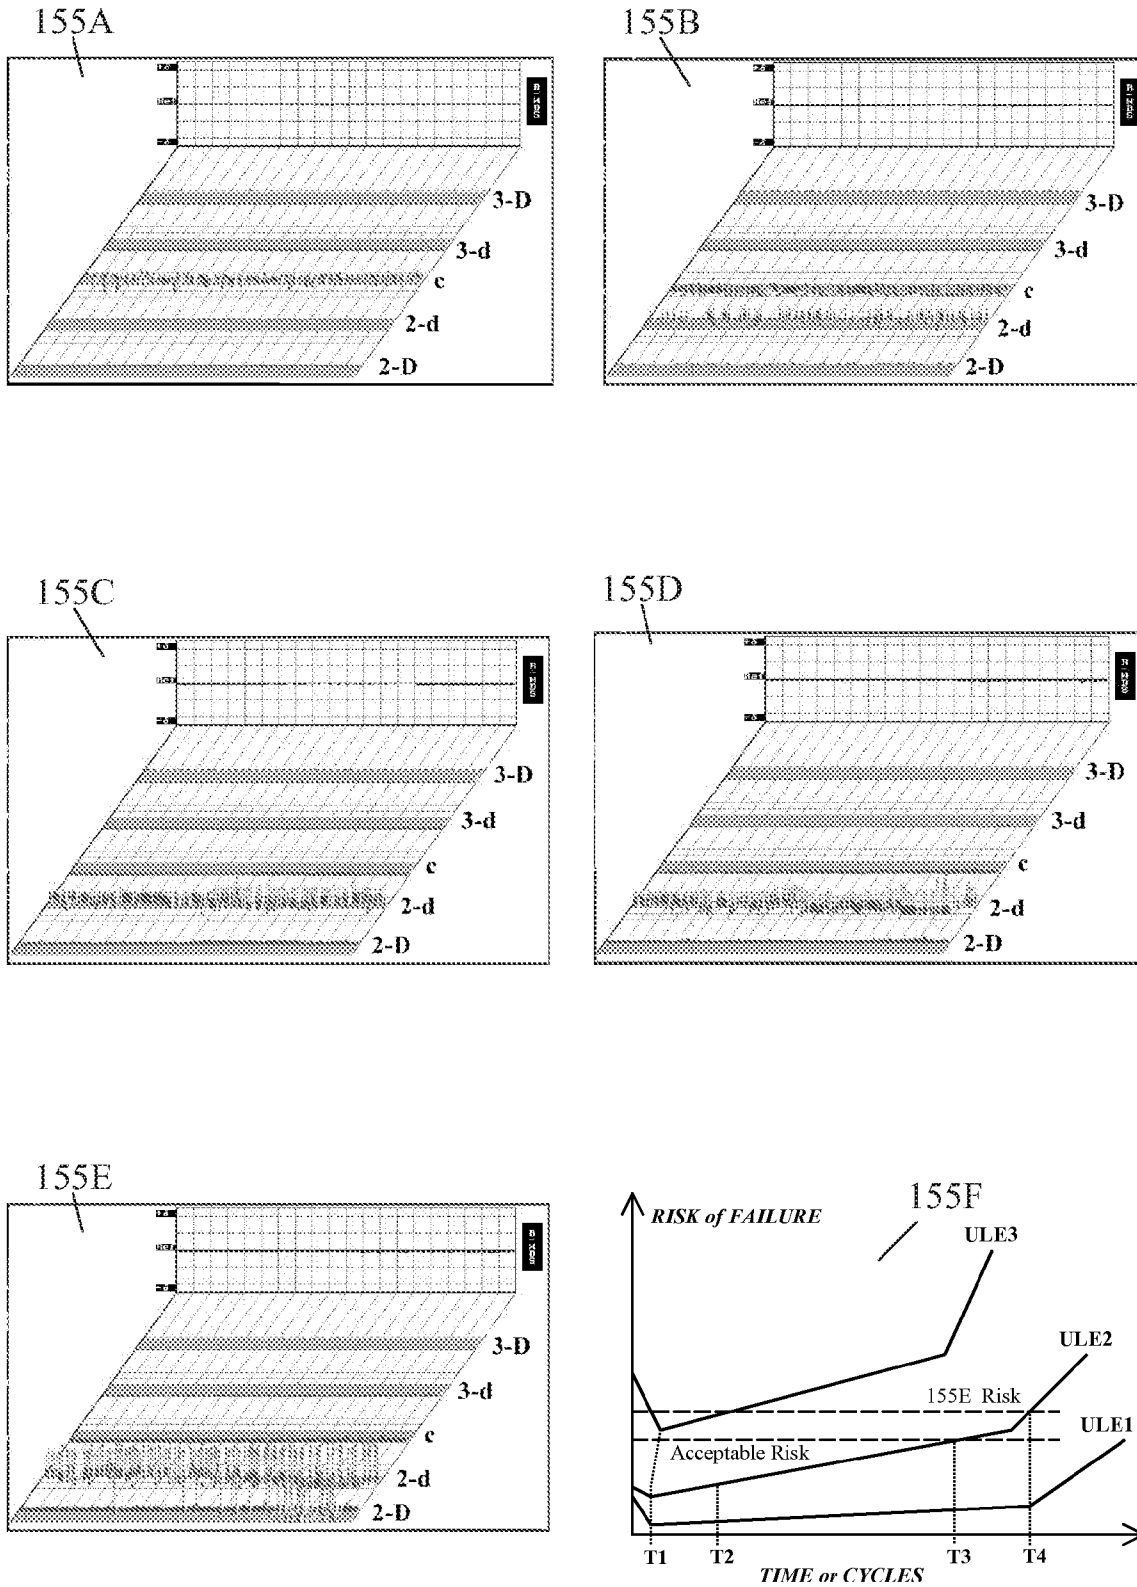 155A
155B
3-D
3-d
c
2-d
2-D
3-D
3-d
c
2-d
2-D
155C
155D
3-D
3-d
c
2-d
2-D
3-D
3-d
c
2-d
2-D
155E
3-D
3-d
c
2-d
2-D
155F
RISK of FAILURE
ULE3
ULE2
155E Risk
ULE1
Acceptable Risk
T1 T2 T3 T4
TIME or CYCLES